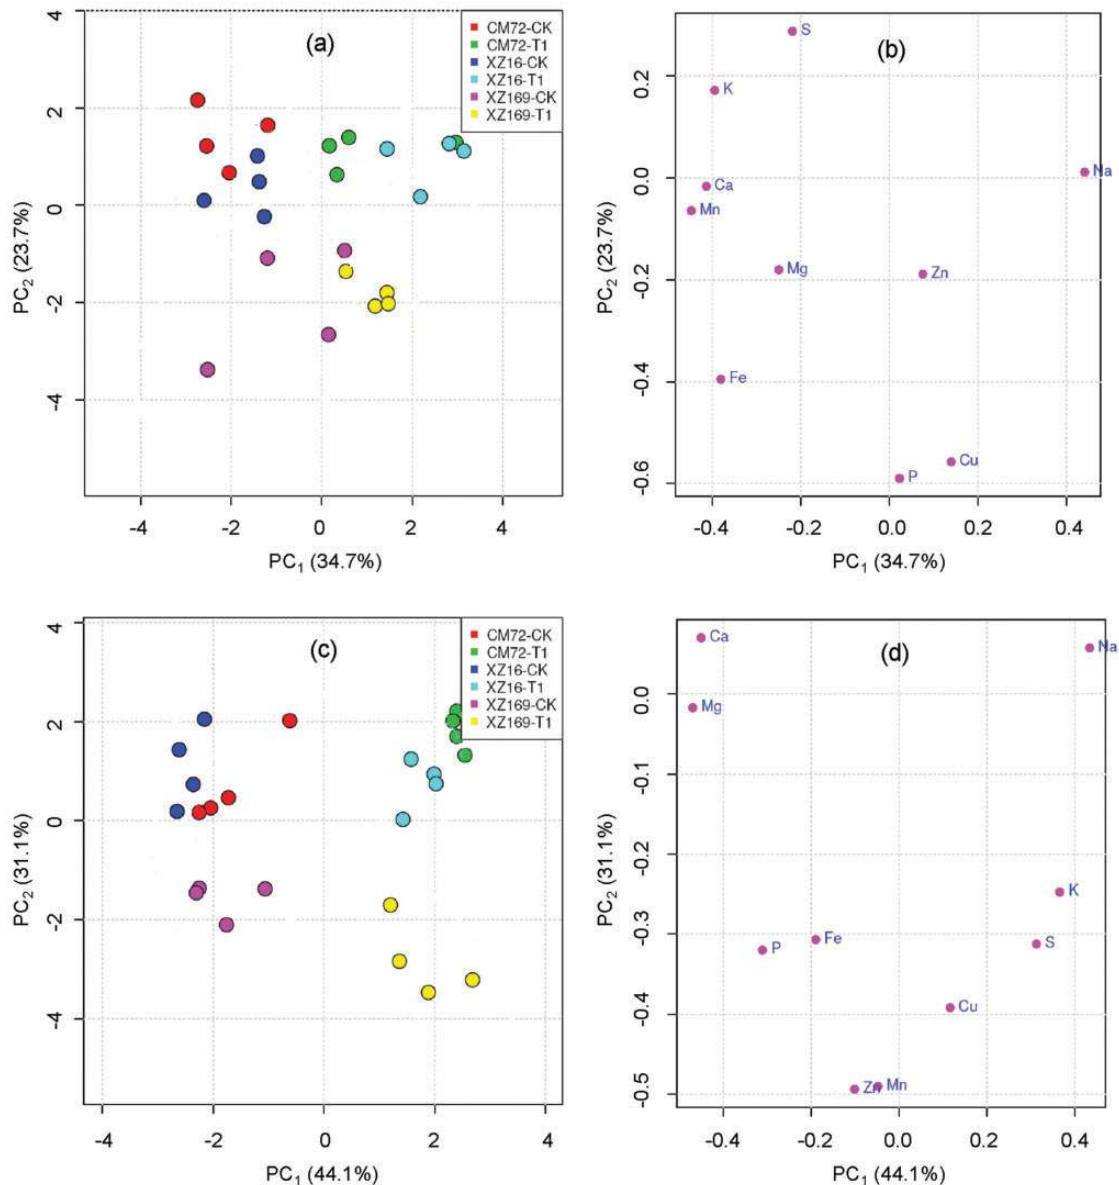 (a)
CM72-CK
CM72-T1
XZ16-CK
XZ16-T1
XZ169-CK
XZ169-T1
4
2
0
-2
-4
PC2 (23.7%)
-4 -2 0 2 4
PC1 (34.7%)
(b)
S
K
Ca
Mn
Mg
Fe
Na
Zn
Cu
P
0.2
0.0
-0.2
-0.4
-0.6
PC2 (23.7%)
-0.4 -0.2 0.0 0.2 0.4
PC1 (34.7%)
(c)
CM72-CK
CM72-T1
XZ16-CK
XZ16-T1
XZ169-CK
XZ169-T1
4
2
0
-2
-4
PC2 (31.1%)
-4 -2 0 2 4
PC1 (44.1%)
(d)
Ca
Na
Mg
K
P
Fe
S
Cu
Zn
Mn
0.0
-0.1
-0.2
-0.3
-0.4
-0.5
PC2 (31.1%)
-0.4 -0.2 0.0 0.2 0.4
PC1 (44.1%)